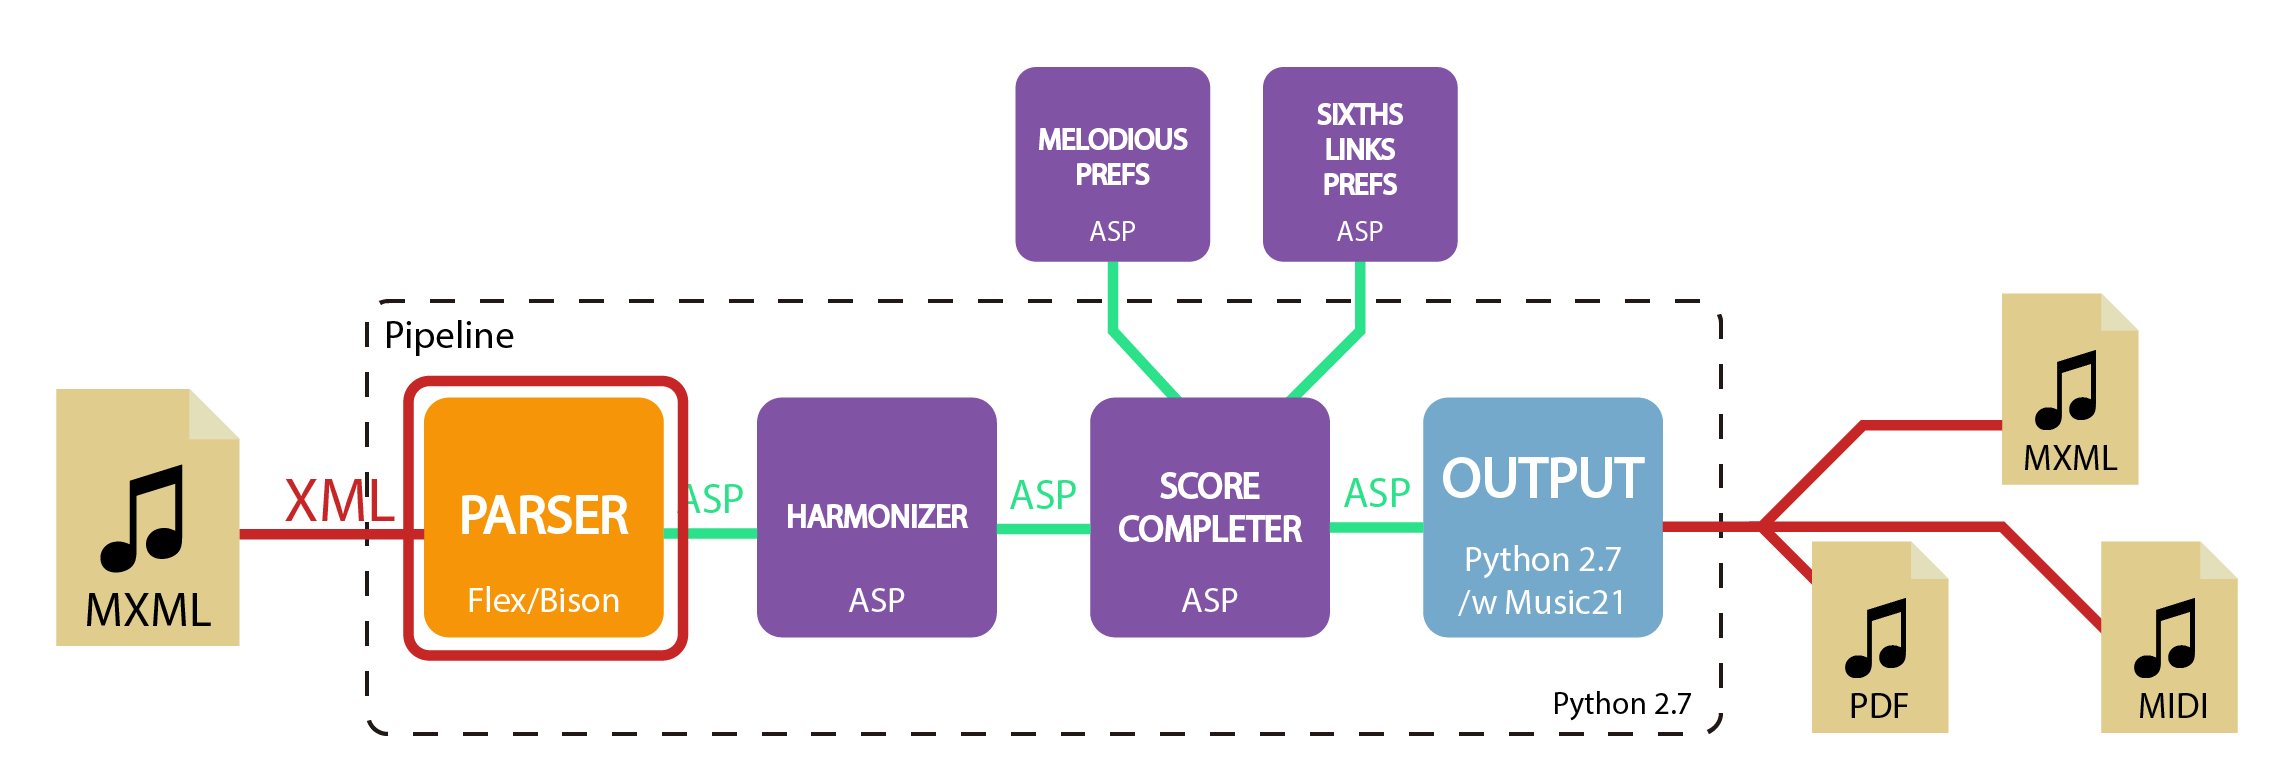 MELODIOUS
PREFS
ASP
SIXTHS
LINKS
PREFS
ASP
Pipeline
MXML
XML
PARSER
Flex/Bison
ASP
HARMONIZER
ASP
ASP
SCORE
COMPLETER
ASP
ASP
OUTPUT
Python 2.7
/w Music21
Python 2.7
MXML
PDF
MIDI